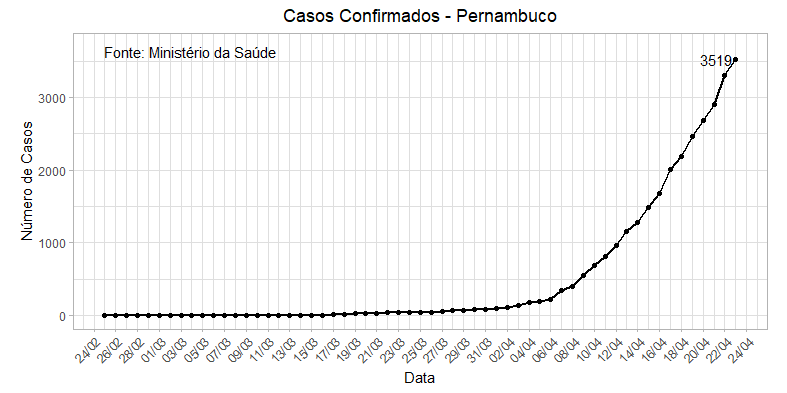 Casos Confirmados - Pernambuco
Fonte: Ministério da Saúde
3519
Número de Casos
3000
2000
1000
0
24/02 26/02 28/02 01/03 03/03 05/03 07/03 09/03 11/03 13/03 15/03 17/03 19/03 21/03 23/03 25/03 27/03 29/03 31/03 02/04 04/04 06/04 08/04 10/04 12/04 14/04 16/04 18/04 20/04 22/04 24/04
Data